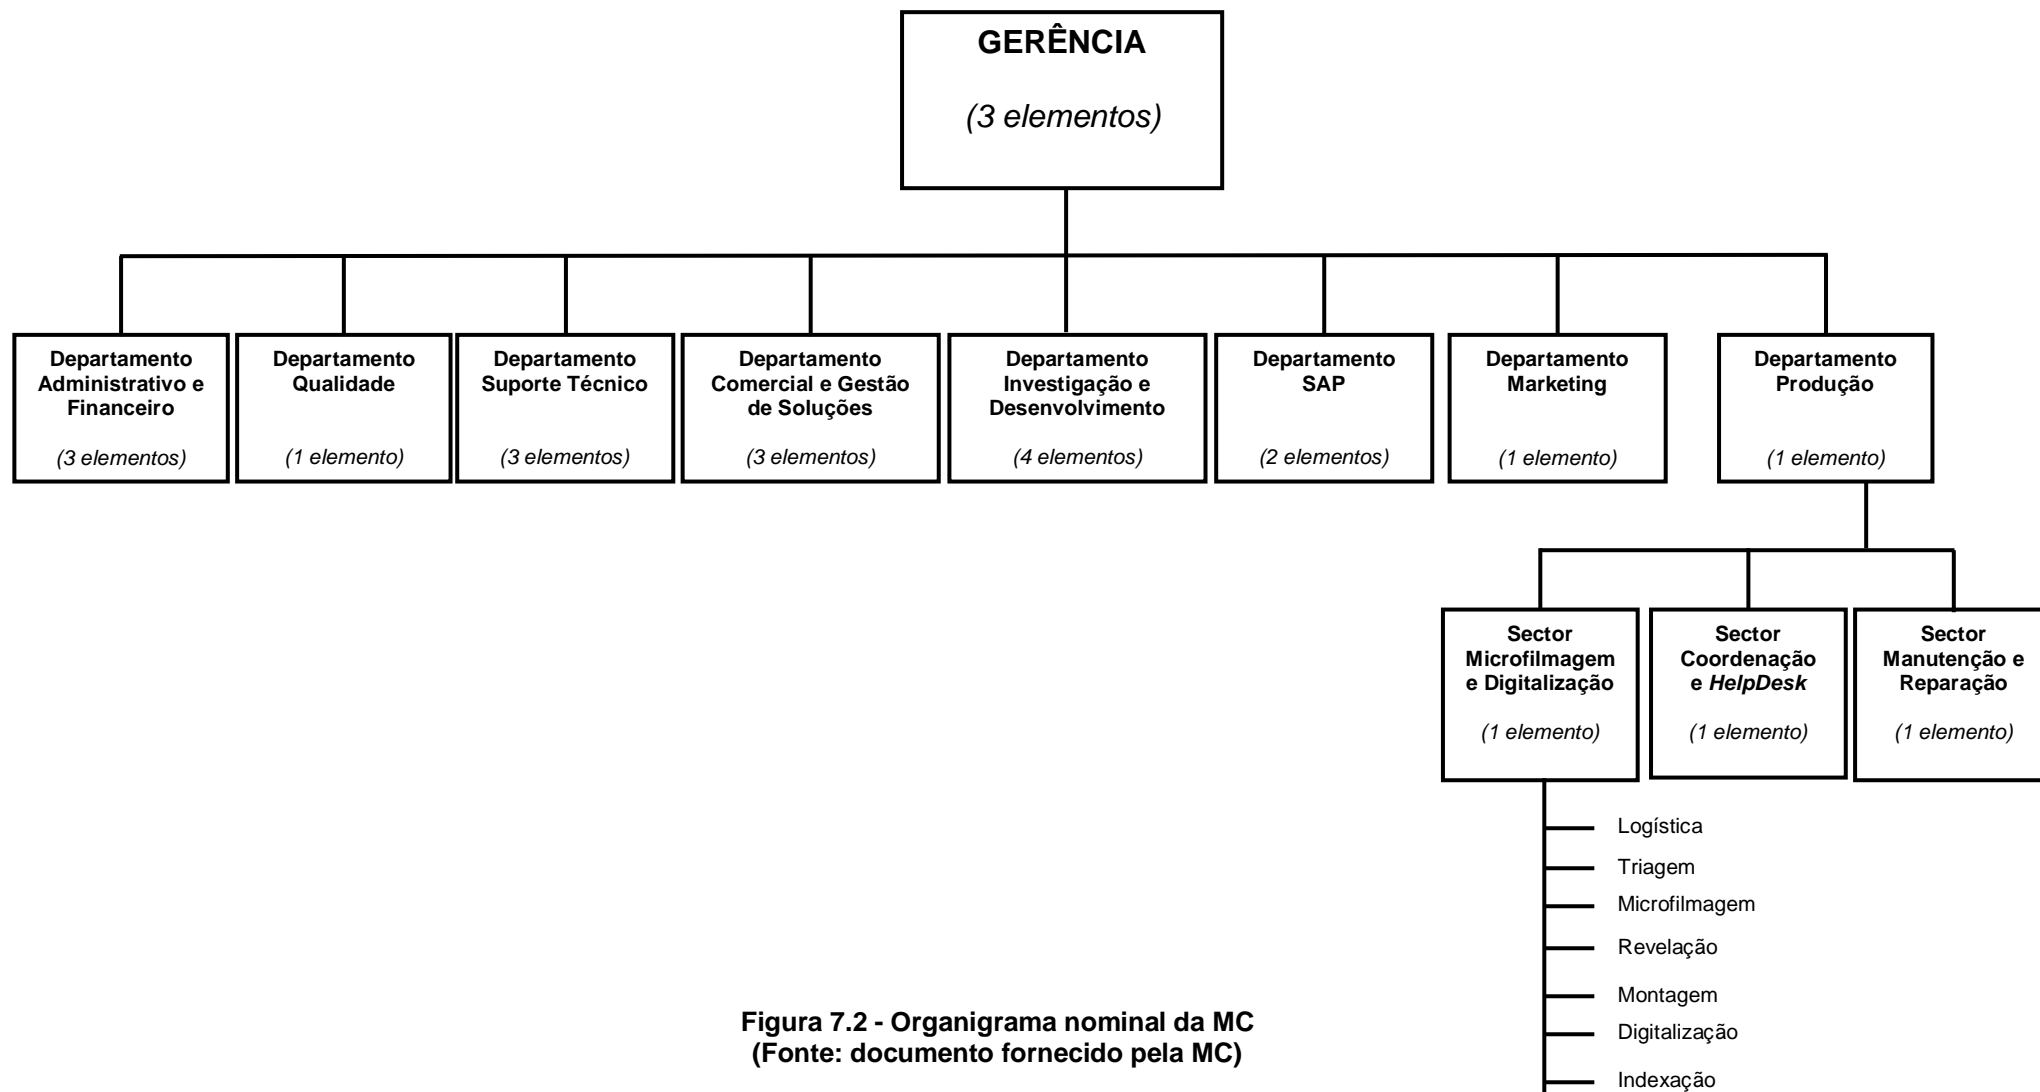 GERÊNCIA
(3 elementos)
Departamento
Administrativo e
Financeiro
(3 elementos)
Departamento
Qualidade
(1 elemento)
Departamento
Suporte Técnico
(3 elementos)
Departamento
Comercial e Gestão
de Soluções
(3 elementos)
Departamento
Investigação e
Desenvolvimento
(4 elementos)
Departamento
SAP
(2 elementos)
Departamento
Marketing
(1 elemento)
Departamento
Produção
(1 elemento)
Sector
Microfilmagem
e Digitalização
(1 elemento)
Sector
Coordenação
e HelpDesk
(1 elemento)
Sector
Manutenção e
Reparação
(1 elemento)
Logística
Triagem
Microfilmagem
Revelação
Montagem
Digitalização
Indexação
Figura 7.2 - Organigrama nominal da MC
(Fonte: documento fornecido pela MC)